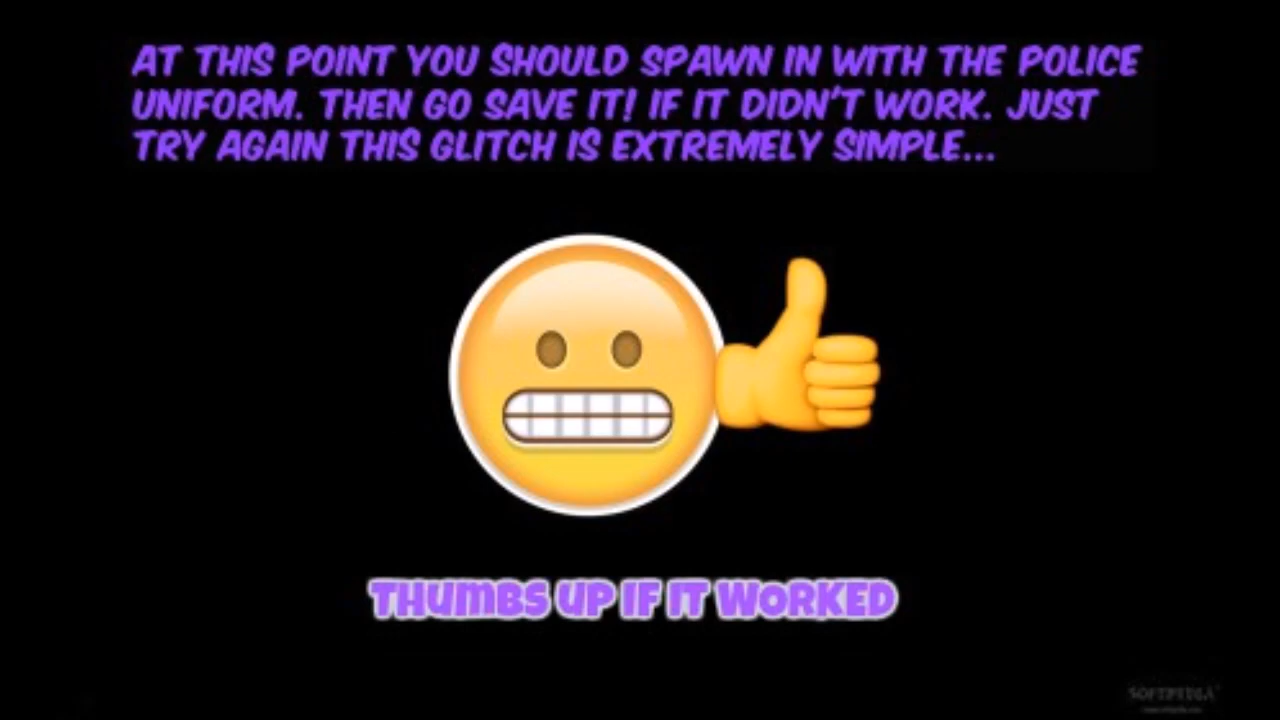 AT THIS POINT YOU SHOULD SPAWN IN WITH THE POLICE
UNIFORM. THEN GO SAVE IT! IF IT DIDN'T WORK. JUST
TRY AGAIN THIS GLITCH IS EXTREMELY SIMPLE...
THUMBS UP IF IT WORKED
SOFTPEDIA